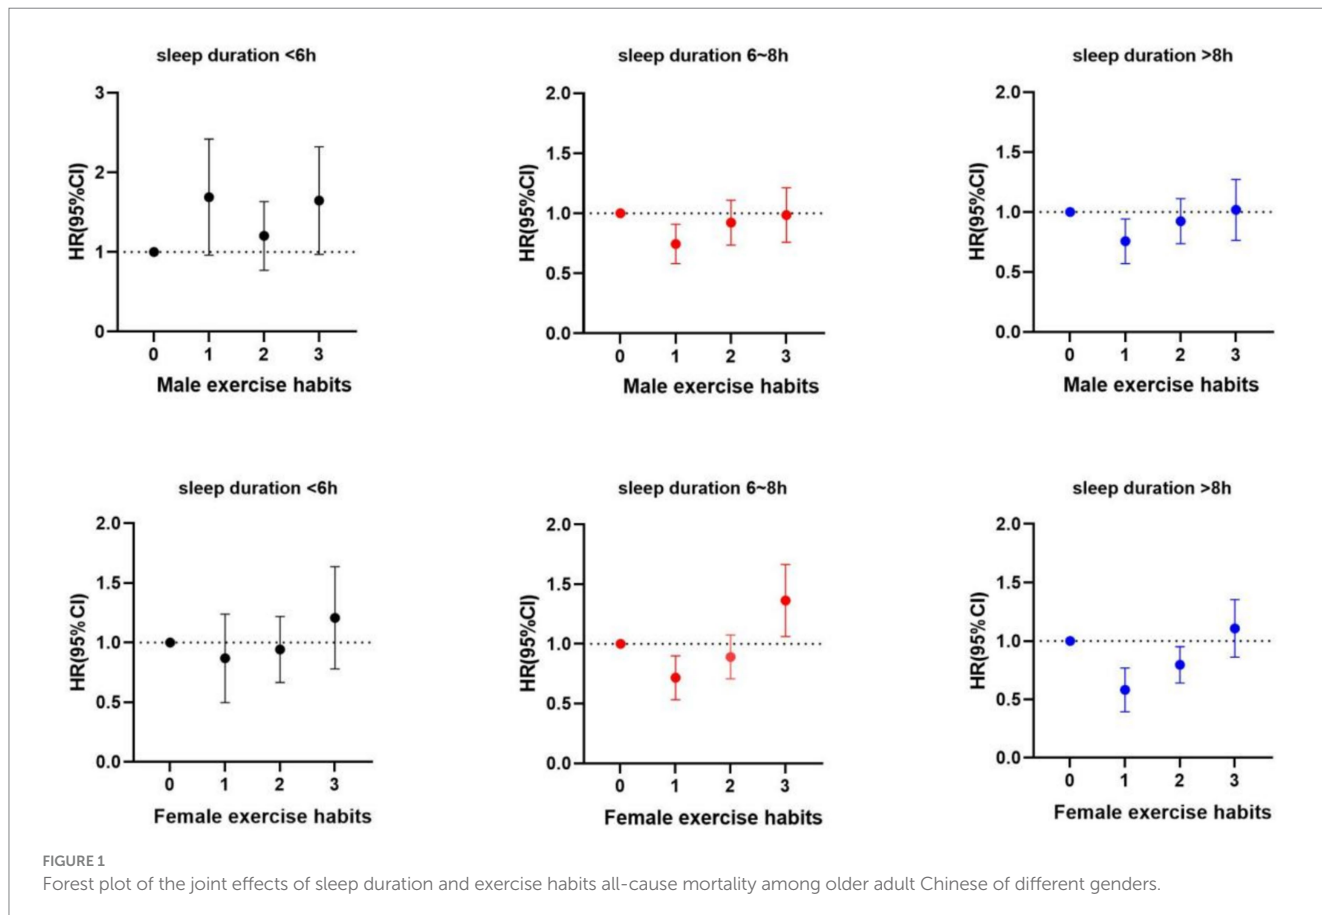 sleep duration <6h
3
2
1
0
HR(95%CI)
0 1 2 3
Male exercise habits
sleep duration 6~8h
2.0
1.5
1.0
0.5
0.0
HR(95%CI)
0 1 2 3
Male exercise habits
sleep duration >8h
2.0
1.5
1.0
0.5
0.0
HR(95%CI)
0 1 2 3
Male exercise habits
sleep duration <6h
2.0
1.5
1.0
0.5
0.0
HR(95%CI)
0 1 2 3
Female exercise habits
sleep duration 6~8h
2.0
1.5
1.0
0.5
0.0
HR(95%CI)
0 1 2 3
Female exercise habits
sleep duration >8h
2.0
1.5
1.0
0.5
0.0
HR(95%CI)
0 1 2 3
Female exercise habits
FIGURE 1
Forest plot of the joint effects of sleep duration and exercise habits all-cause mortality among older adult Chinese of different genders.